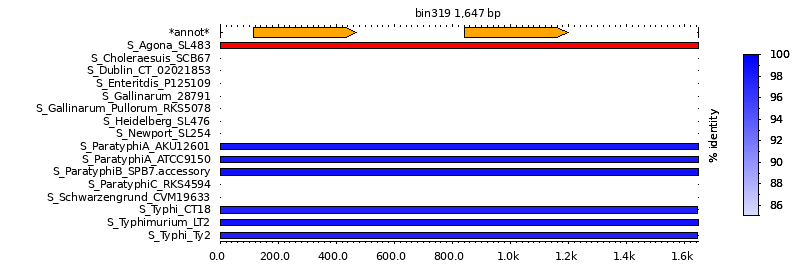 bin319 1,647 bp
*annot*
S_Agona_SL483
S_Choleraesuis_SCB67
S_Dublin_CT_02021853
S_Enteritidis_P125109
S_Gallinarum_28791
S_Gallinarum_Pullorum_RKS5078
S_Heidelberg_SL476
S_Newport_SL254
S_ParatyphiA_AKU12601
S_ParatyphiA_ATCC9150
S_ParatyphiB_SPB7.accessory
S_ParatyphiC_RKS4594
S_Schwarzengrund_CVM19633
S_Typhi_CT18
S_Typhimurium_LT2
S_Typhi_Ty2
0.0 200.0 400.0 600.0 800.0 1.0k 1.2k 1.4k 1.6k
% identity
100
98
96
94
92
90
88
86